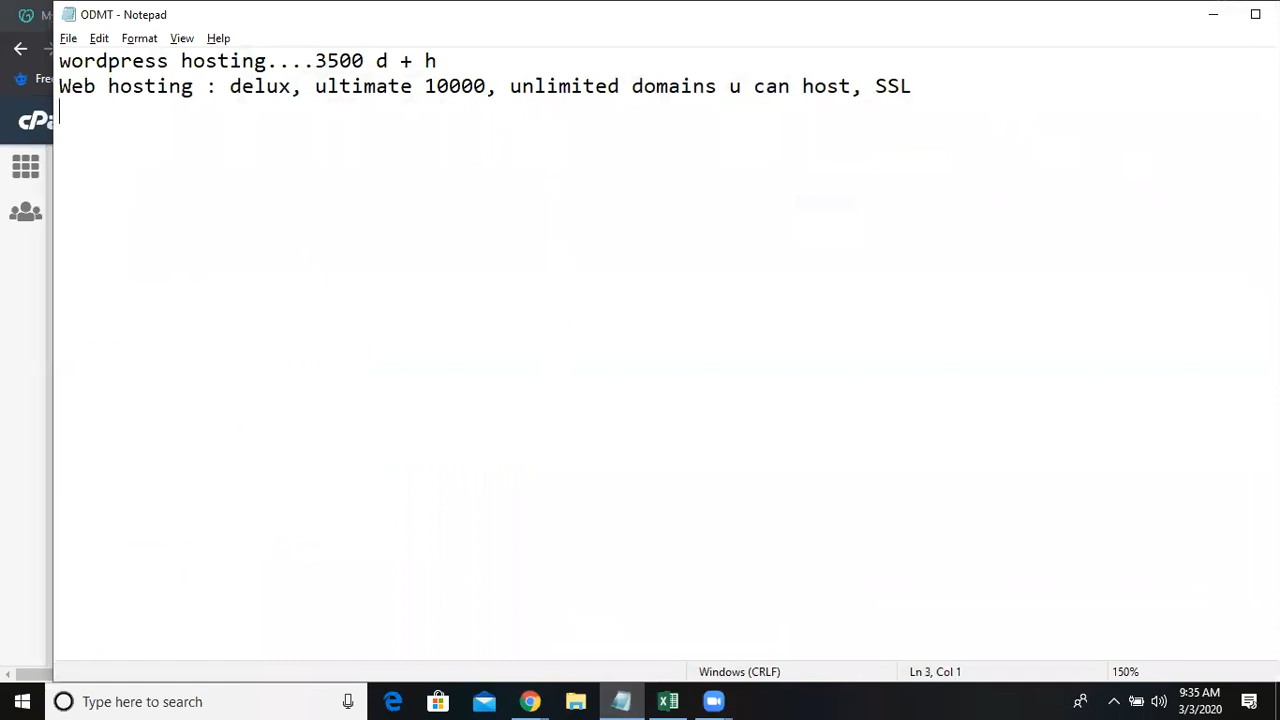 ODMT - Notepad
File Edit Format View Help
wordpress hosting....3500 d + h
Web hosting : delux, ultimate 10000, unlimited domains u can host, SSL
Windows (CRLF) Ln 3, Col 1 150%
Type here to search
9:35 AM
3/3/2020